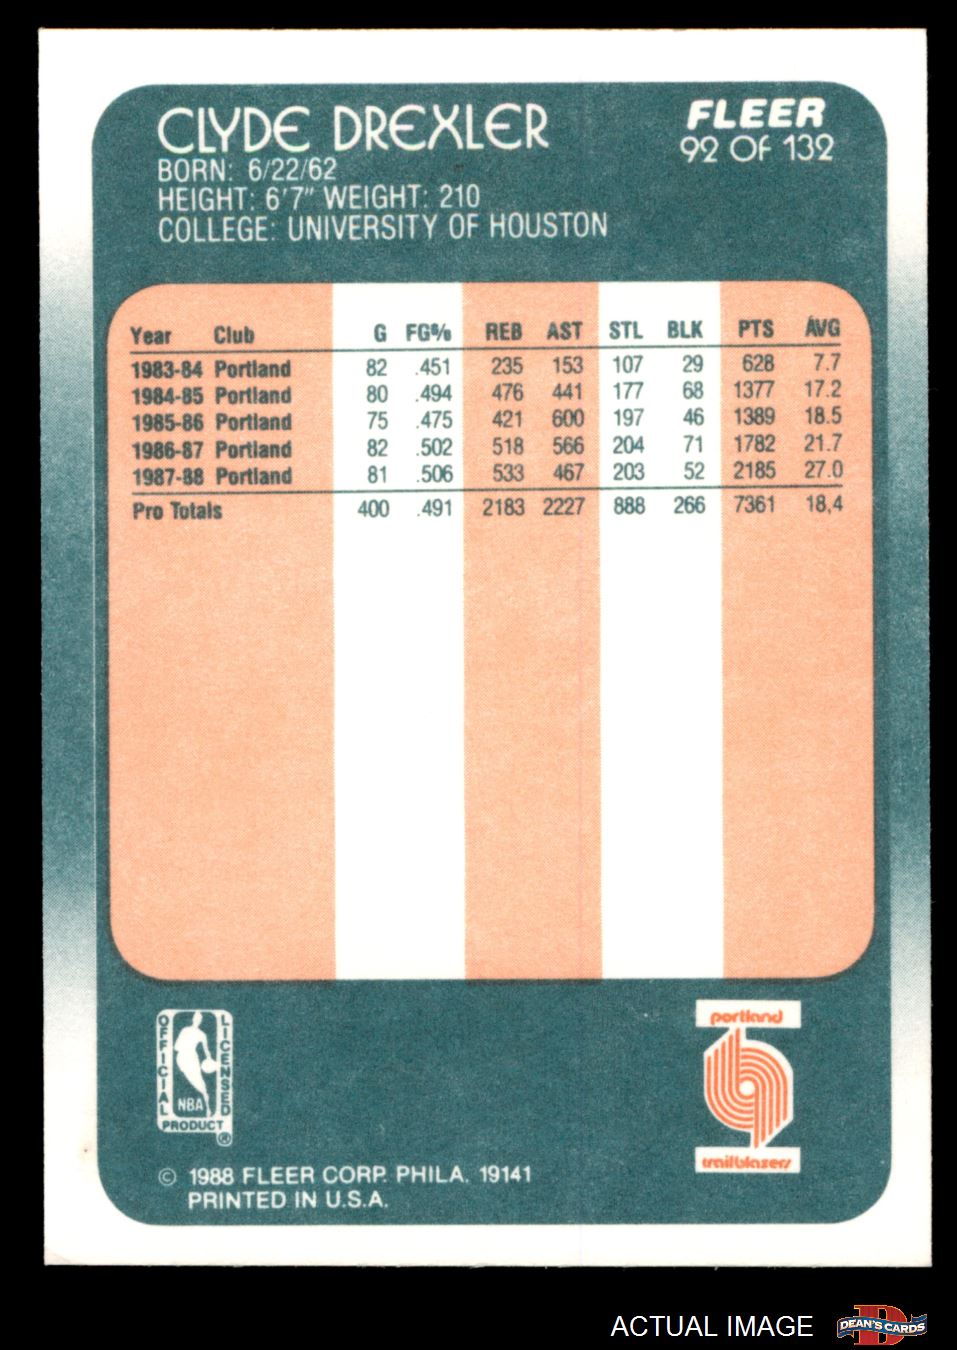 CLYDE DREXLER
BORN: 6/22/62
HEIGHT: 6'7" WEIGHT: 210
COLLEGE: UNIVERSITY OF HOUSTON
FLEER
92 OF 132
Year Club G FG% REB AST STL BLK PTS AVG
1983-84 Portland 82 .451 235 153 107 29 628 7.7
1984-85 Portland 80 .494 476 441 177 68 1377 17.2
1985-86 Portland 75 .475 421 600 197 46 1389 18.5
1986-87 Portland 82 .502 518 566 204 71 1782 21.7
1987-88 Portland 81 .506 533 467 203 52 2185 27.0
Pro Totals 400 .491 2183 2227 888 266 7361 18,4
OFFICIAL
LICENSED
NBA
PRODUCT
®
portland
trailblazers
© 1988 FLEER CORP. PHILA. 19141
PRINTED IN U.S.A.
ACTUAL IMAGE
D
DEAN'S CARDS